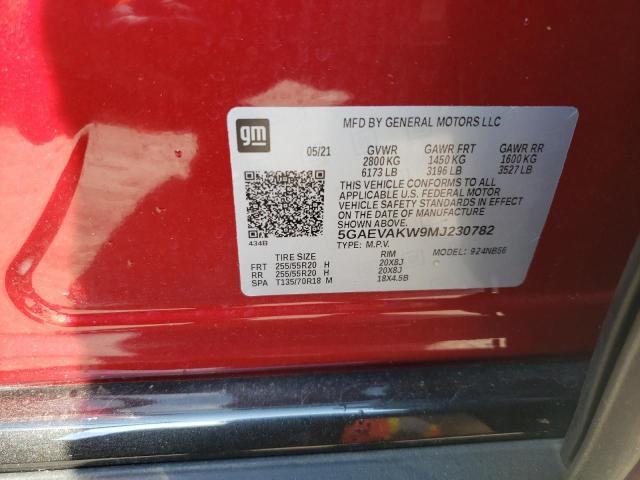 gm
MFD BY GENERAL MOTORS LLC
05/21 GVWR GAWR FRT GAWR RR
2800 KG 1450 KG 1600 KG
6173 LB 3196 LB 3527 LB
THIS VEHICLE CONFORMS TO ALL
APPLICABLE U.S. FEDERAL MOTOR
VEHICLE SAFETY STANDARDS IN EFFECT
ON THE DATE OF MANUFACTURE
SHOWN ABOVE.
5GAEVAKW9MJ230782
434B
TYPE: M.P.V. MODEL: 924NB56
TIRE SIZE RIM
FRT 255/55R20 H 20X8J
RR 255/55R20 H 20X8J
SPA T135/70R18 M 18X4.5B